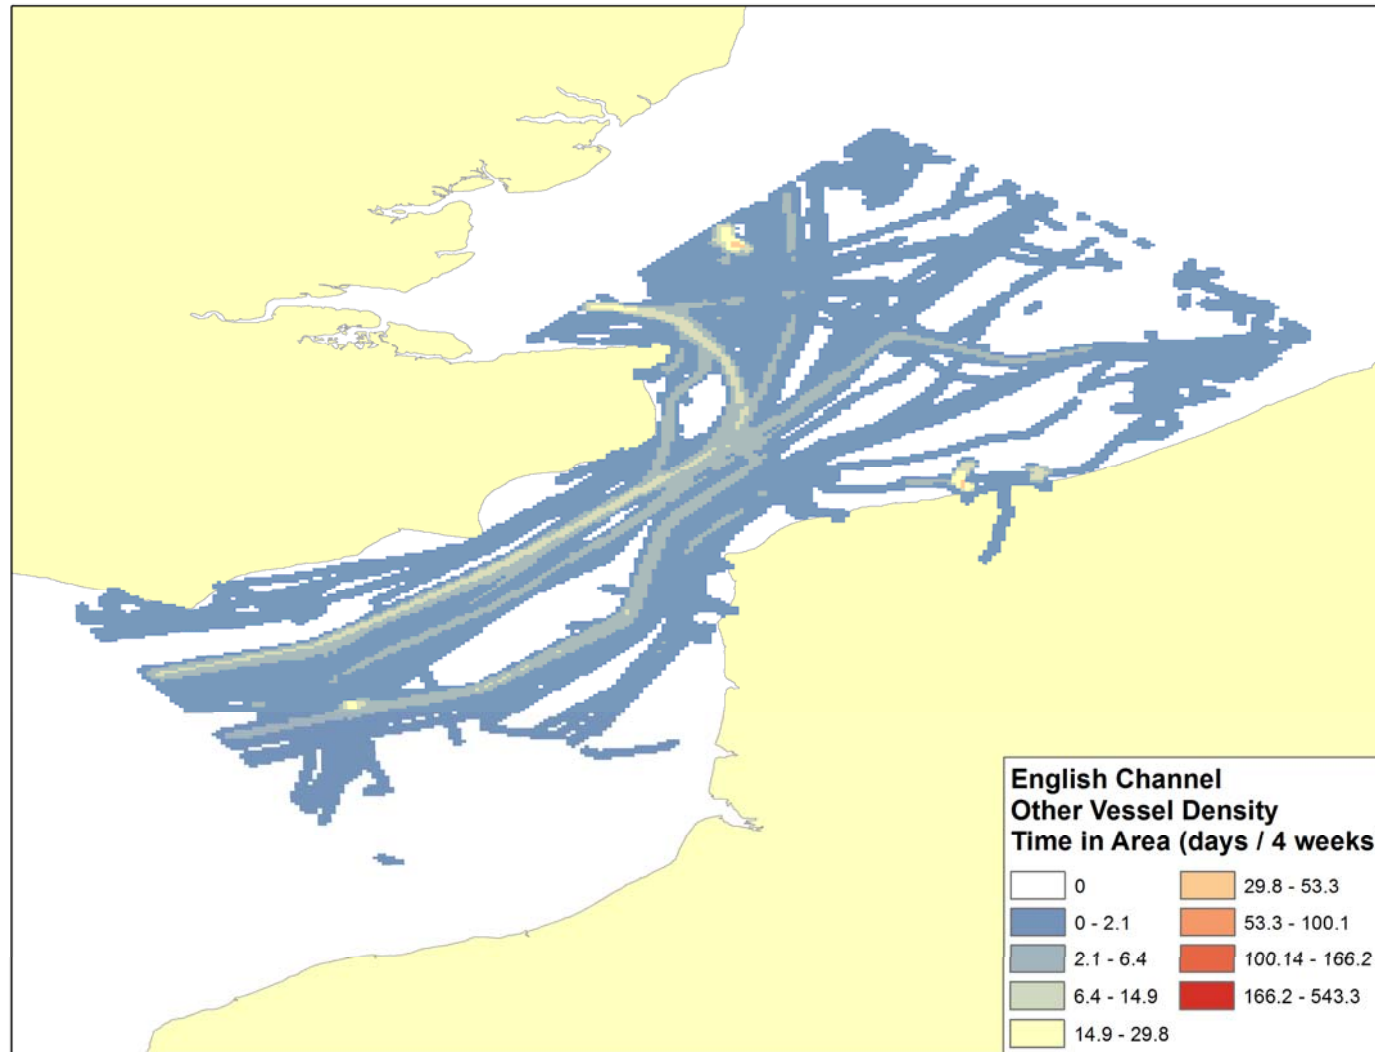 English Channel
Other Vessel Density
Time in Area (days / 4 weeks
0
0 - 2.1
2.1 - 6.4
6.4 - 14.9
14.9 - 29.8
29.8 - 53.3
53.3 - 100.1
100.14 - 166.2
166.2 - 543.3